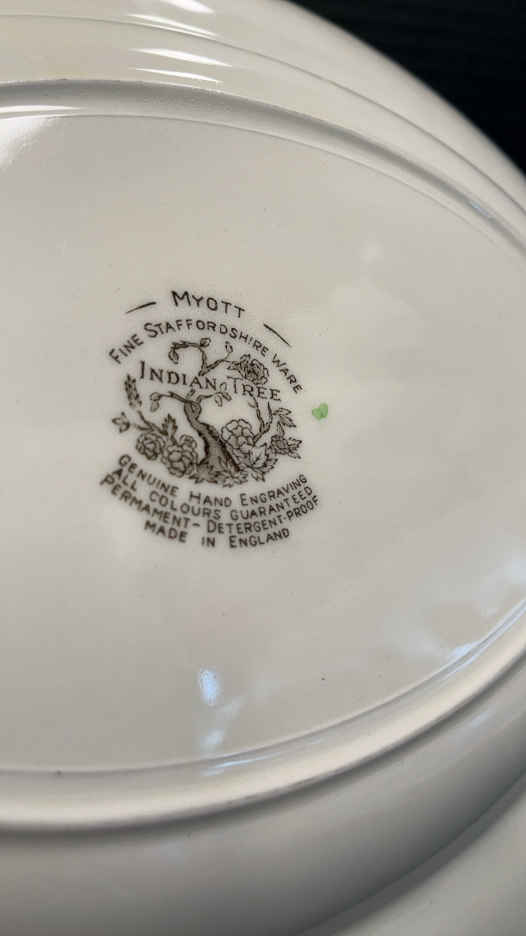 MYOTT
FINE STAFFORDSHIRE WARE
INDIAN TREE
GENUINE HAND ENGRAVING
ALL COLOURS GUARANTEED
PERMAMENT - DETERGENT-PROOF
MADE IN ENGLAND